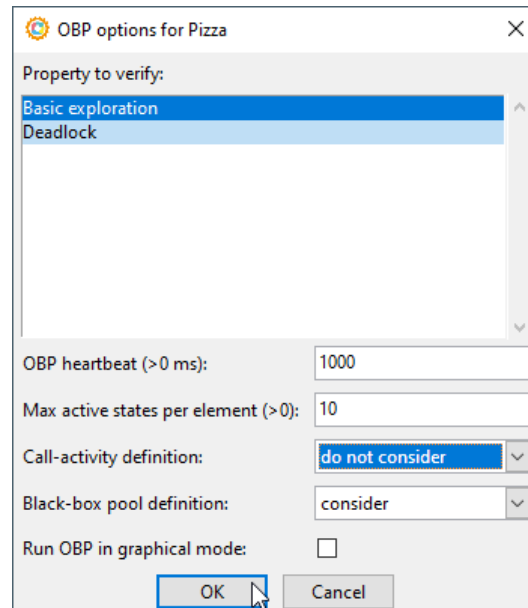 OBP options for Pizza
Property to verify:
Basic exploration
Deadlock
OBP heartbeat (>0 ms): 1000
Max active states per element (>0): 10
Call-activity definition: do not consider
Black-box pool definition: consider
Run OBP in graphical mode:
OK Cancel